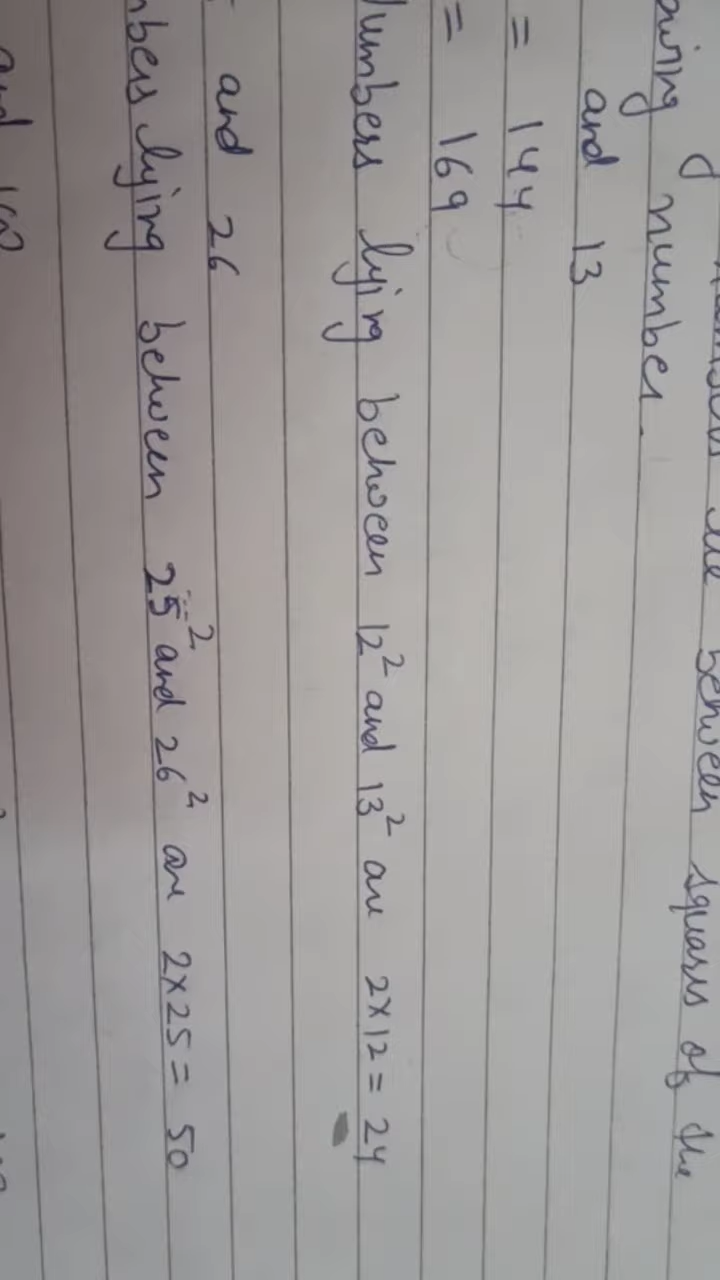 between squares of the
number.
and 13
= 144
= 169
Numbers lying between 12² and 13² are 2×12 = 24
and 26
lying between 25² and 26² are 2×25 = 50
and